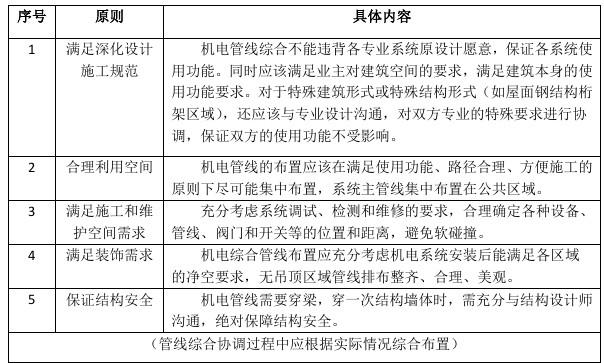 序号 原则 具体内容
1 满足深化设计 机电管线综合不能违背各专业系统原设计愿意，保证各系统使
施工规范 用功能。同时应该满足业主对建筑空间的要求，满足建筑本身的使
用功能要求。对于特殊建筑形式或特殊结构形式（如屋面钢结构桁
架区域），还应该与专业设计沟通，对双方专业的特殊要求进行协
调，保证双方的使用功能不受影响。
2 合理利用空间 机电管线的布置应该在满足使用功能、路径合理、方便施工的
原则下尽可能集中布置，系统主管线集中布置在公共区域。
3 满足施工和维 充分考虑系统调试、检测和维修的要求，合理确定各种设备、
护空间需求 管线、阀门和开关等的位置和距离，避免软碰撞。
4 满足装饰需求 机电综合管线布置应充分考虑机电系统安装后能满足各区域
的净空要求，无吊顶区域管线排布整齐、合理、美观。
5 保证结构安全 机电管线需要穿梁，穿一次结构墙体时，需充分与结构设计师
沟通，绝对保障结构安全。
（管线综合协调过程中应根据实际情况综合布置）